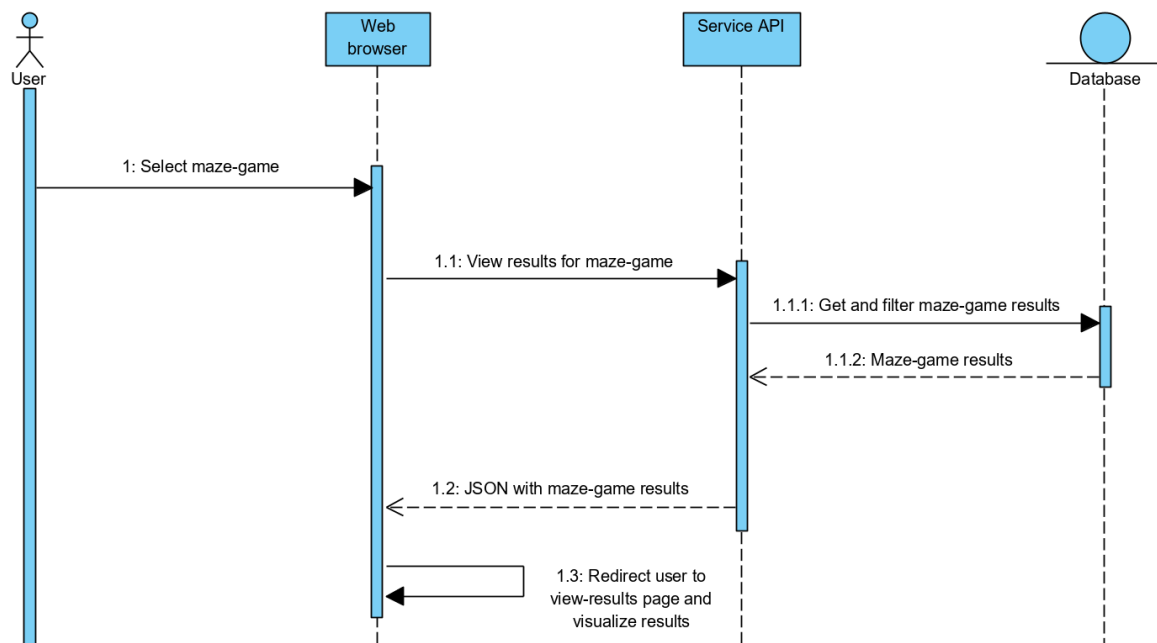 User
Web
browser
Service API
Database
1: Select maze-game
1.1: View results for maze-game
1.1.1: Get and filter maze-game results
1.1.2: Maze-game results
1.2: JSON with maze-game results
1.3: Redirect user to
view-results page and
visualize results